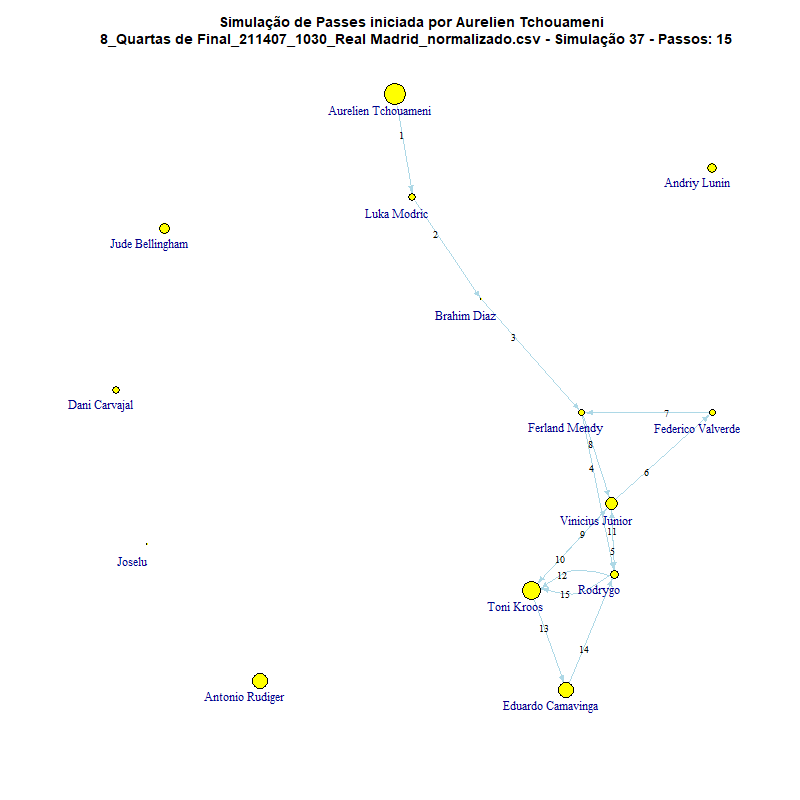 Simulação de Passes iniciada por Aurelien Tchouameni
8_Quartas de Final_211407_1030_Real Madrid_normalizado.csv - Simulação 37 - Passos: 15
Aurelien Tchouameni
1
Andriy Lunin
Luka Modric
2
Jude Bellingham
Brahim Diaz
3
Dani Carvajal
7
Ferland Mendy
Federico Valverde
8
4
6
Vinicius Junior
11
9
5
10
Joselu
12
Rodrygo
15
Toni Kroos
13
14
Antonio Rudiger
Eduardo Camavinga